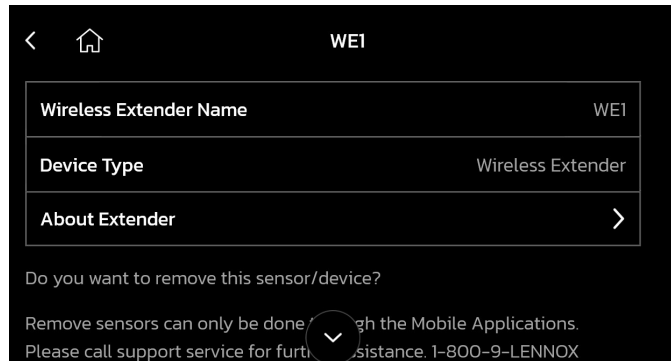 WE1
Wireless Extender Name WE1
Device Type Wireless Extender
About Extender
Do you want to remove this sensor/device?
Remove sensors can only be done gh the Mobile Applications.
Please call support service for furt sistance. 1-800-9-LENNOX